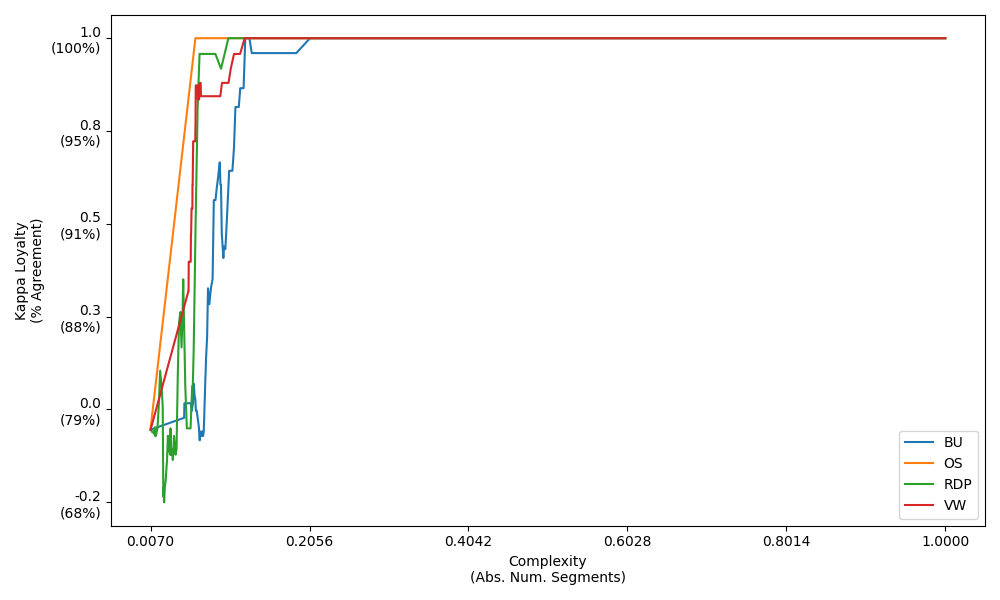 1.0
(100%)
0.8
(95%)
0.5
(91%)
0.3
(88%)
0.0
(79%)
-0.2
(68%)
Kappa Loyalty
(% Agreement)
BU
OS
RDP
VW
0.0070 0.2056 0.4042 0.6028 0.8014 1.0000
Complexity
(Abs. Num. Segments)